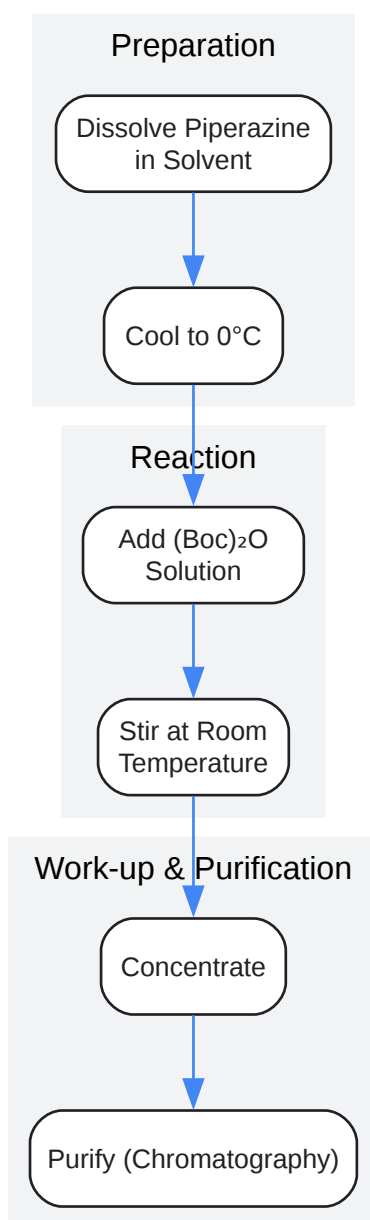 Preparation
Dissolve Piperazine
in Solvent
Cool to 0°C
Reaction
Add (Boc)₂O
Solution
Stir at Room
Temperature
Work-up & Purification
Concentrate
Purify (Chromatography)